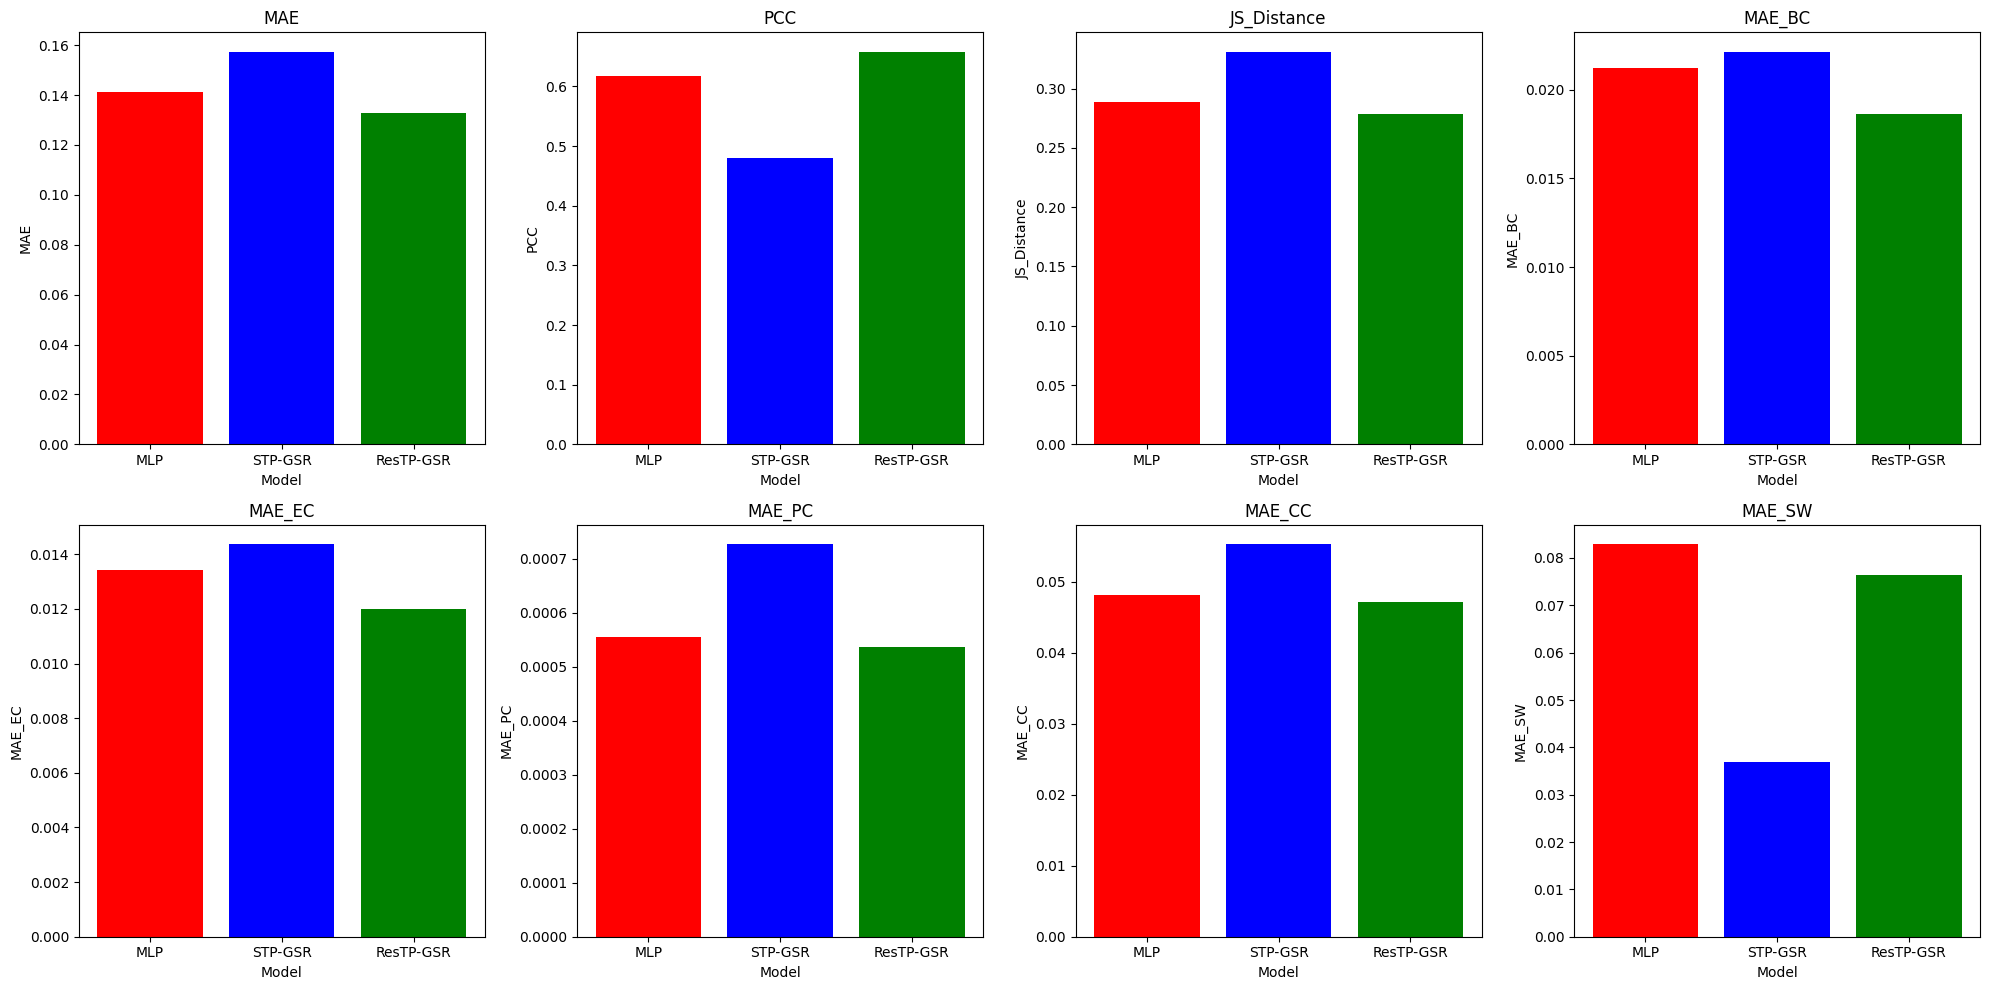 MAE
0.16
0.14
0.12
0.10
0.08
0.06
0.04
0.02
0.00
MAE
MLP
STP-GSR
ResTP-GSR
Model
PCC
0.6
0.5
0.4
0.3
0.2
0.1
0.0
PCC
MLP
STP-GSR
ResTP-GSR
Model
JS_Distance
0.30
0.25
0.20
0.15
0.10
0.05
0.00
JS_Distance
MLP
STP-GSR
ResTP-GSR
Model
MAE_BC
0.020
0.015
0.010
0.005
0.000
MAE_BC
MLP
STP-GSR
ResTP-GSR
Model
MAE_EC
0.014
0.012
0.010
0.008
0.006
0.004
0.002
0.000
MAE_EC
MLP
STP-GSR
ResTP-GSR
Model
MAE_PC
0.0007
0.0006
0.0005
0.0004
0.0003
0.0002
0.0001
0.0000
MAE_PC
MLP
STP-GSR
ResTP-GSR
Model
MAE_CC
0.05
0.04
0.03
0.02
0.01
0.00
MAE_CC
MLP
STP-GSR
ResTP-GSR
Model
MAE_SW
0.08
0.07
0.06
0.05
0.04
0.03
0.02
0.01
0.00
MAE_SW
MLP
STP-GSR
ResTP-GSR
Model